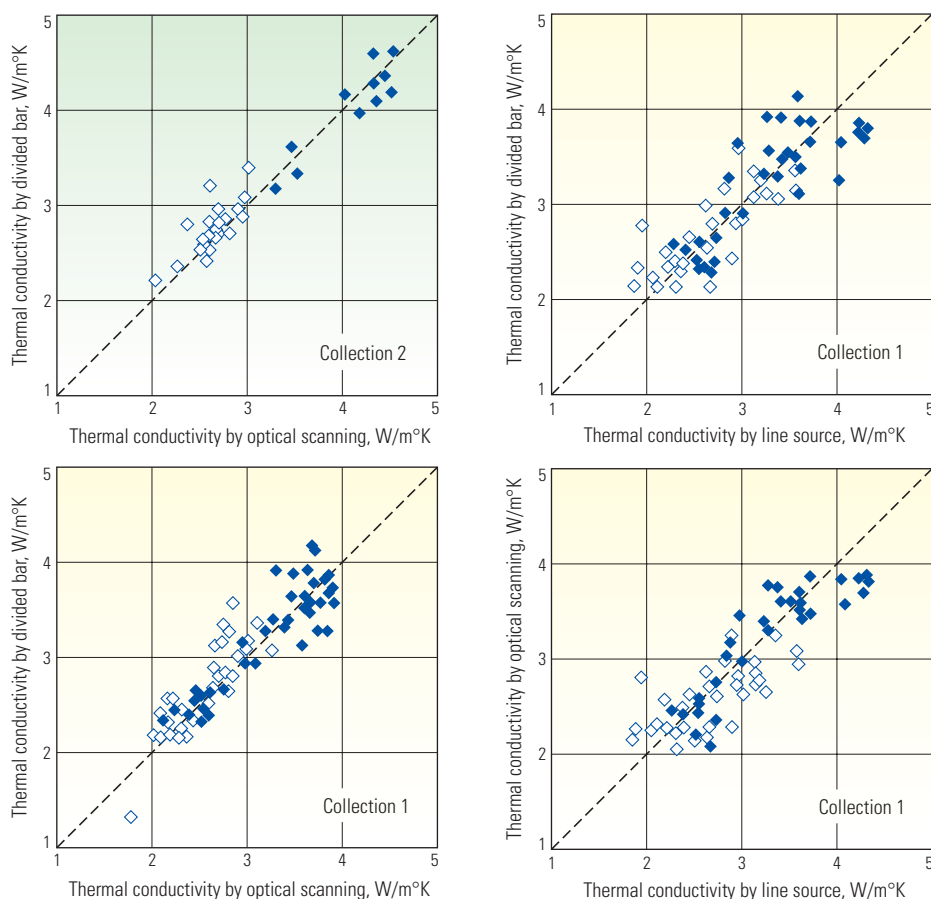 Thermal conductivity by divided bar, W/m°K
5
4
3
2
1
Collection 2
1 2 3 4 5
Thermal conductivity by optical scanning, W/m°K
Thermal conductivity by divided bar, W/m°K
5
4
3
2
1
Collection 1
1 2 3 4 5
Thermal conductivity by line source, W/m°K
Thermal conductivity by divided bar, W/m°K
5
4
3
2
1
Collection 1
1 2 3 4 5
Thermal conductivity by optical scanning, W/m°K
Thermal conductivity by optical scanning, W/m°K
5
4
3
2
1
Collection 1
1 2 3 4 5
Thermal conductivity by line source, W/m°K